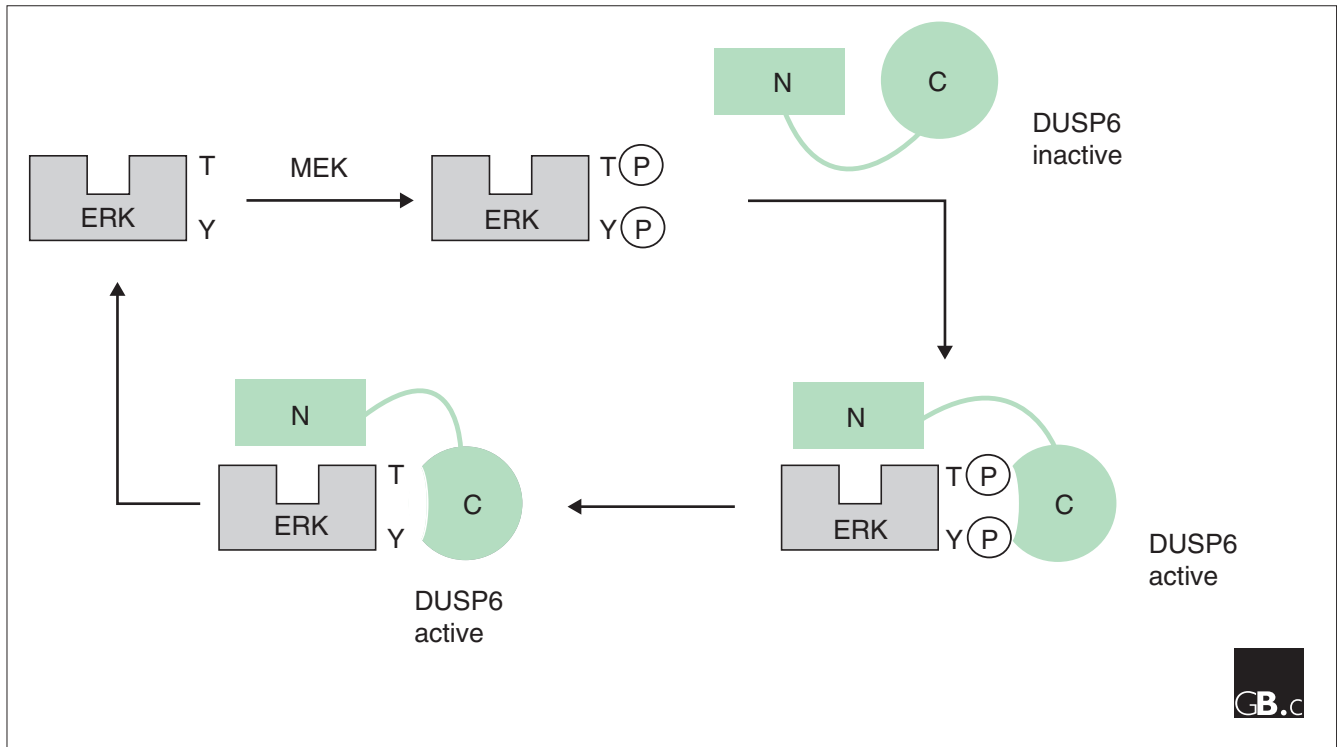 N
C
DUSP6
inactive
T
MEK
T P
ERK
Y
ERK
Y P
N
N
T
C
T P
C
ERK
Y
ERK
Y P
DUSP6
active
DUSP6
active
GB.c